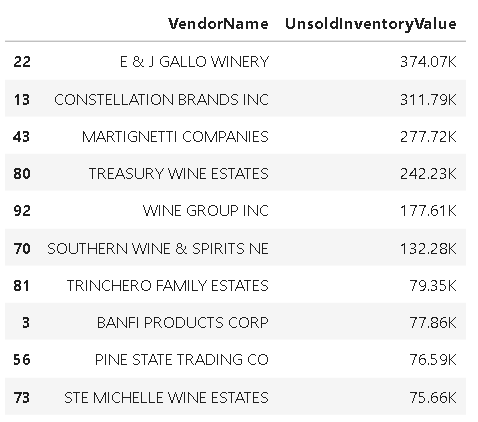 VendorName UnsoldInventoryValue
22 E & J GALLO WINERY 374.07K
13 CONSTELLATION BRANDS INC 311.79K
43 MARTIGNETTI COMPANIES 277.72K
80 TREASURY WINE ESTATES 242.23K
92 WINE GROUP INC 177.61K
70 SOUTHERN WINE & SPIRITS NE 132.28K
81 TRINCHERO FAMILY ESTATES 79.35K
3 BANFI PRODUCTS CORP 77.86K
56 PINE STATE TRADING CO 76.59K
73 STE MICHELLE WINE ESTATES 75.66K